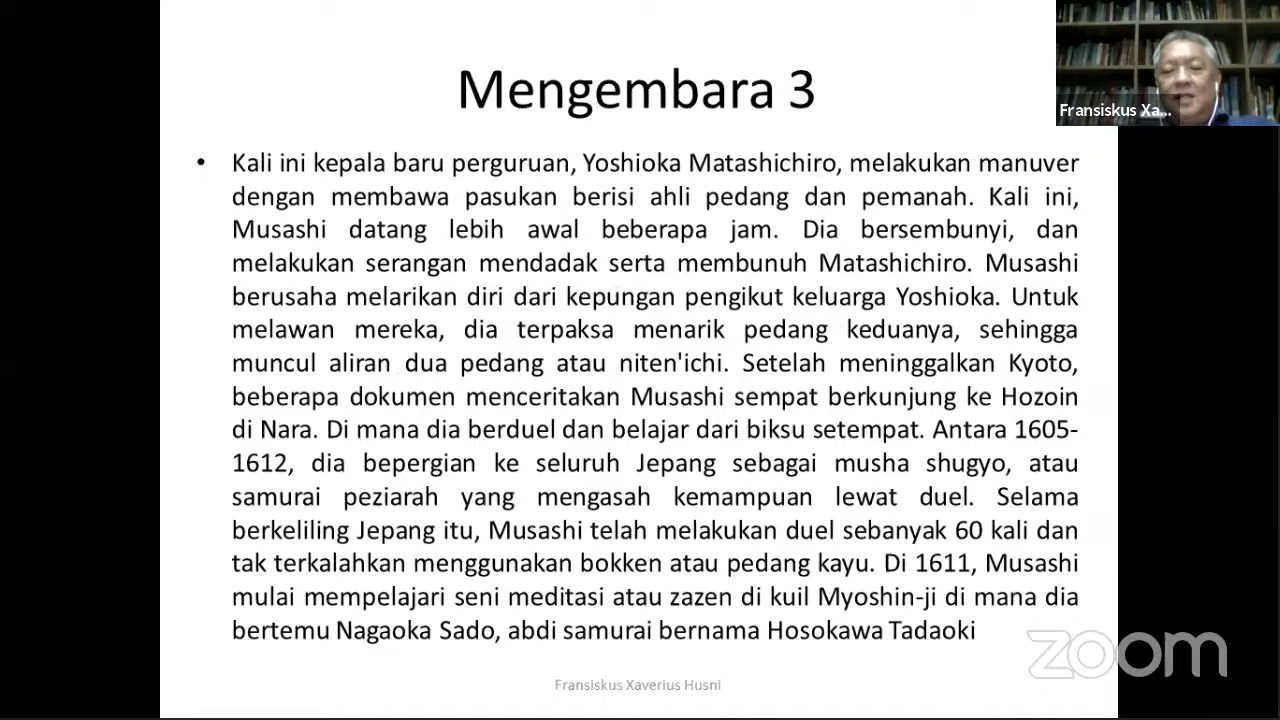 Mengembara 3
Fransiskus Xa...
• Kali ini kepala baru perguruan, Yoshioka Matashichiro, melakukan manuver
dengan membawa pasukan berisi ahli pedang dan pemanah. Kali ini,
Musashi datang lebih awal beberapa jam. Dia bersembunyi, dan
melakukan serangan mendadak serta membunuh Matashichiro. Musashi
berusaha melarikan diri dari kepungan pengikut keluarga Yoshioka. Untuk
melawan mereka, dia terpaksa menarik pedang keduanya, sehingga
muncul aliran dua pedang atau niten'ichi. Setelah meninggalkan Kyoto,
beberapa dokumen menceritakan Musashi sempat berkunjung ke Hozoin
di Nara. Di mana dia berduel dan belajar dari biksu setempat. Antara 1605-
1612, dia bepergian ke seluruh Jepang sebagai musha shugyo, atau
samurai peziarah yang mengasah kemampuan lewat duel. Selama
berkeliling Jepang itu, Musashi telah melakukan duel sebanyak 60 kali dan
tak terkalahkan menggunakan bokken atau pedang kayu. Di 1611, Musashi
mulai mempelajari seni meditasi atau zazen di kuil Myoshin-ji di mana dia
bertemu Nagaoka Sado, abdi samurai bernama Hosokawa Tadaoki
zoom
Fransiskus Xaverius Husni